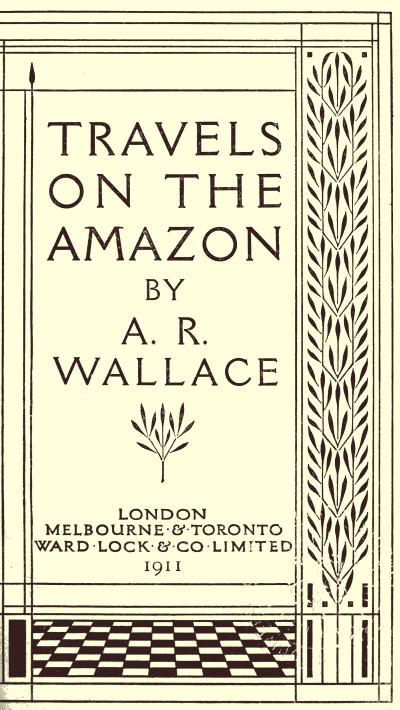 TRAVELS
ON THE
AMAZON
BY
A. R.
WALLACE
LONDON
MELBOURNE·&·TORONTO
WARD·LOCK·&·CO·LIMITED
1911